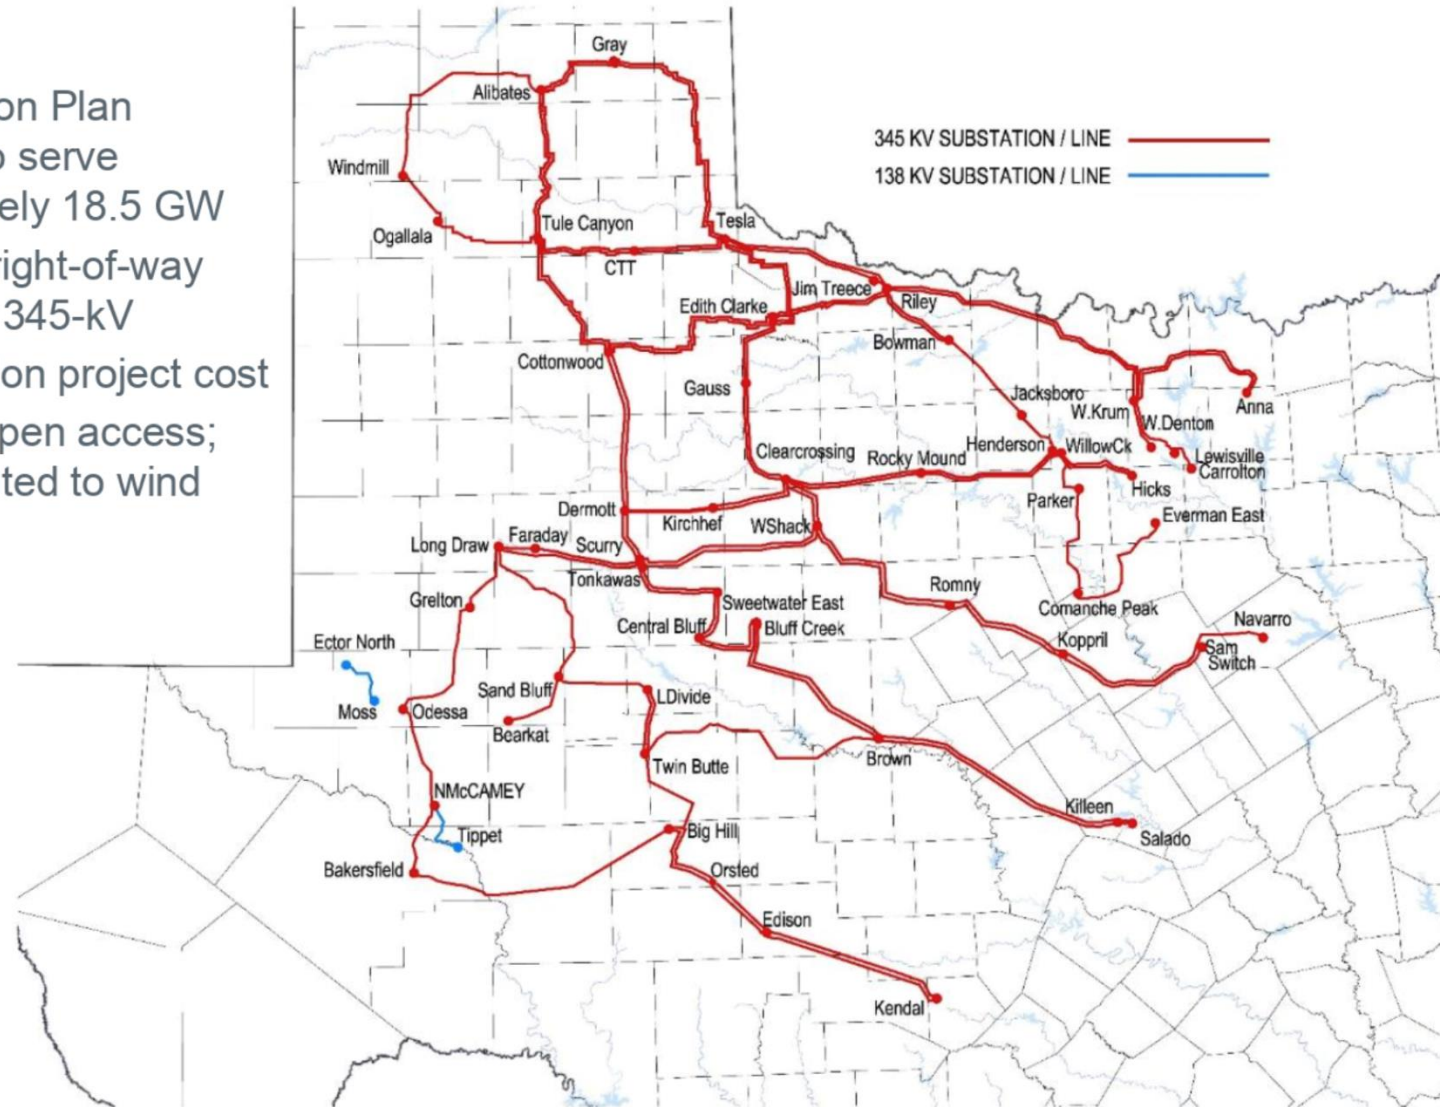 on Plan
o serve
ely 18.5 GW
right-of-way
345-kV
on project cost
pen access;
ted to wind
345 KV SUBSTATION / LINE
138 KV SUBSTATION / LINE
Gray
Alibates
Windmill
Ogallala
Tule Canyon
Tesla
CTT
Jim Treece
Riley
Edith Clarke
Bowman
Cottonwood
Gauss
Jacksboro
W.Krum
Anna
W.Denton
Clearcrossing
Rocky Mound
Henderson
WillowCk
Lewisville
Carrolton
Hicks
Parker
Dermott
Kirchhef
WShack
Everman East
Long Draw
Faraday
Scurry
Tonkawas
Romny
Grelton
Sweetwater East
Comanche Peak
Central Bluff
Bluff Creek
Navarro
Ector North
Koppril
Sam
Switch
Sand Bluff
LDivide
Moss
Odessa
Bearkat
Twin Butte
Brown
NMcCAMEY
Killeen
Tippet
Big Hill
Salado
Bakersfield
Orsted
Edison
Kendal